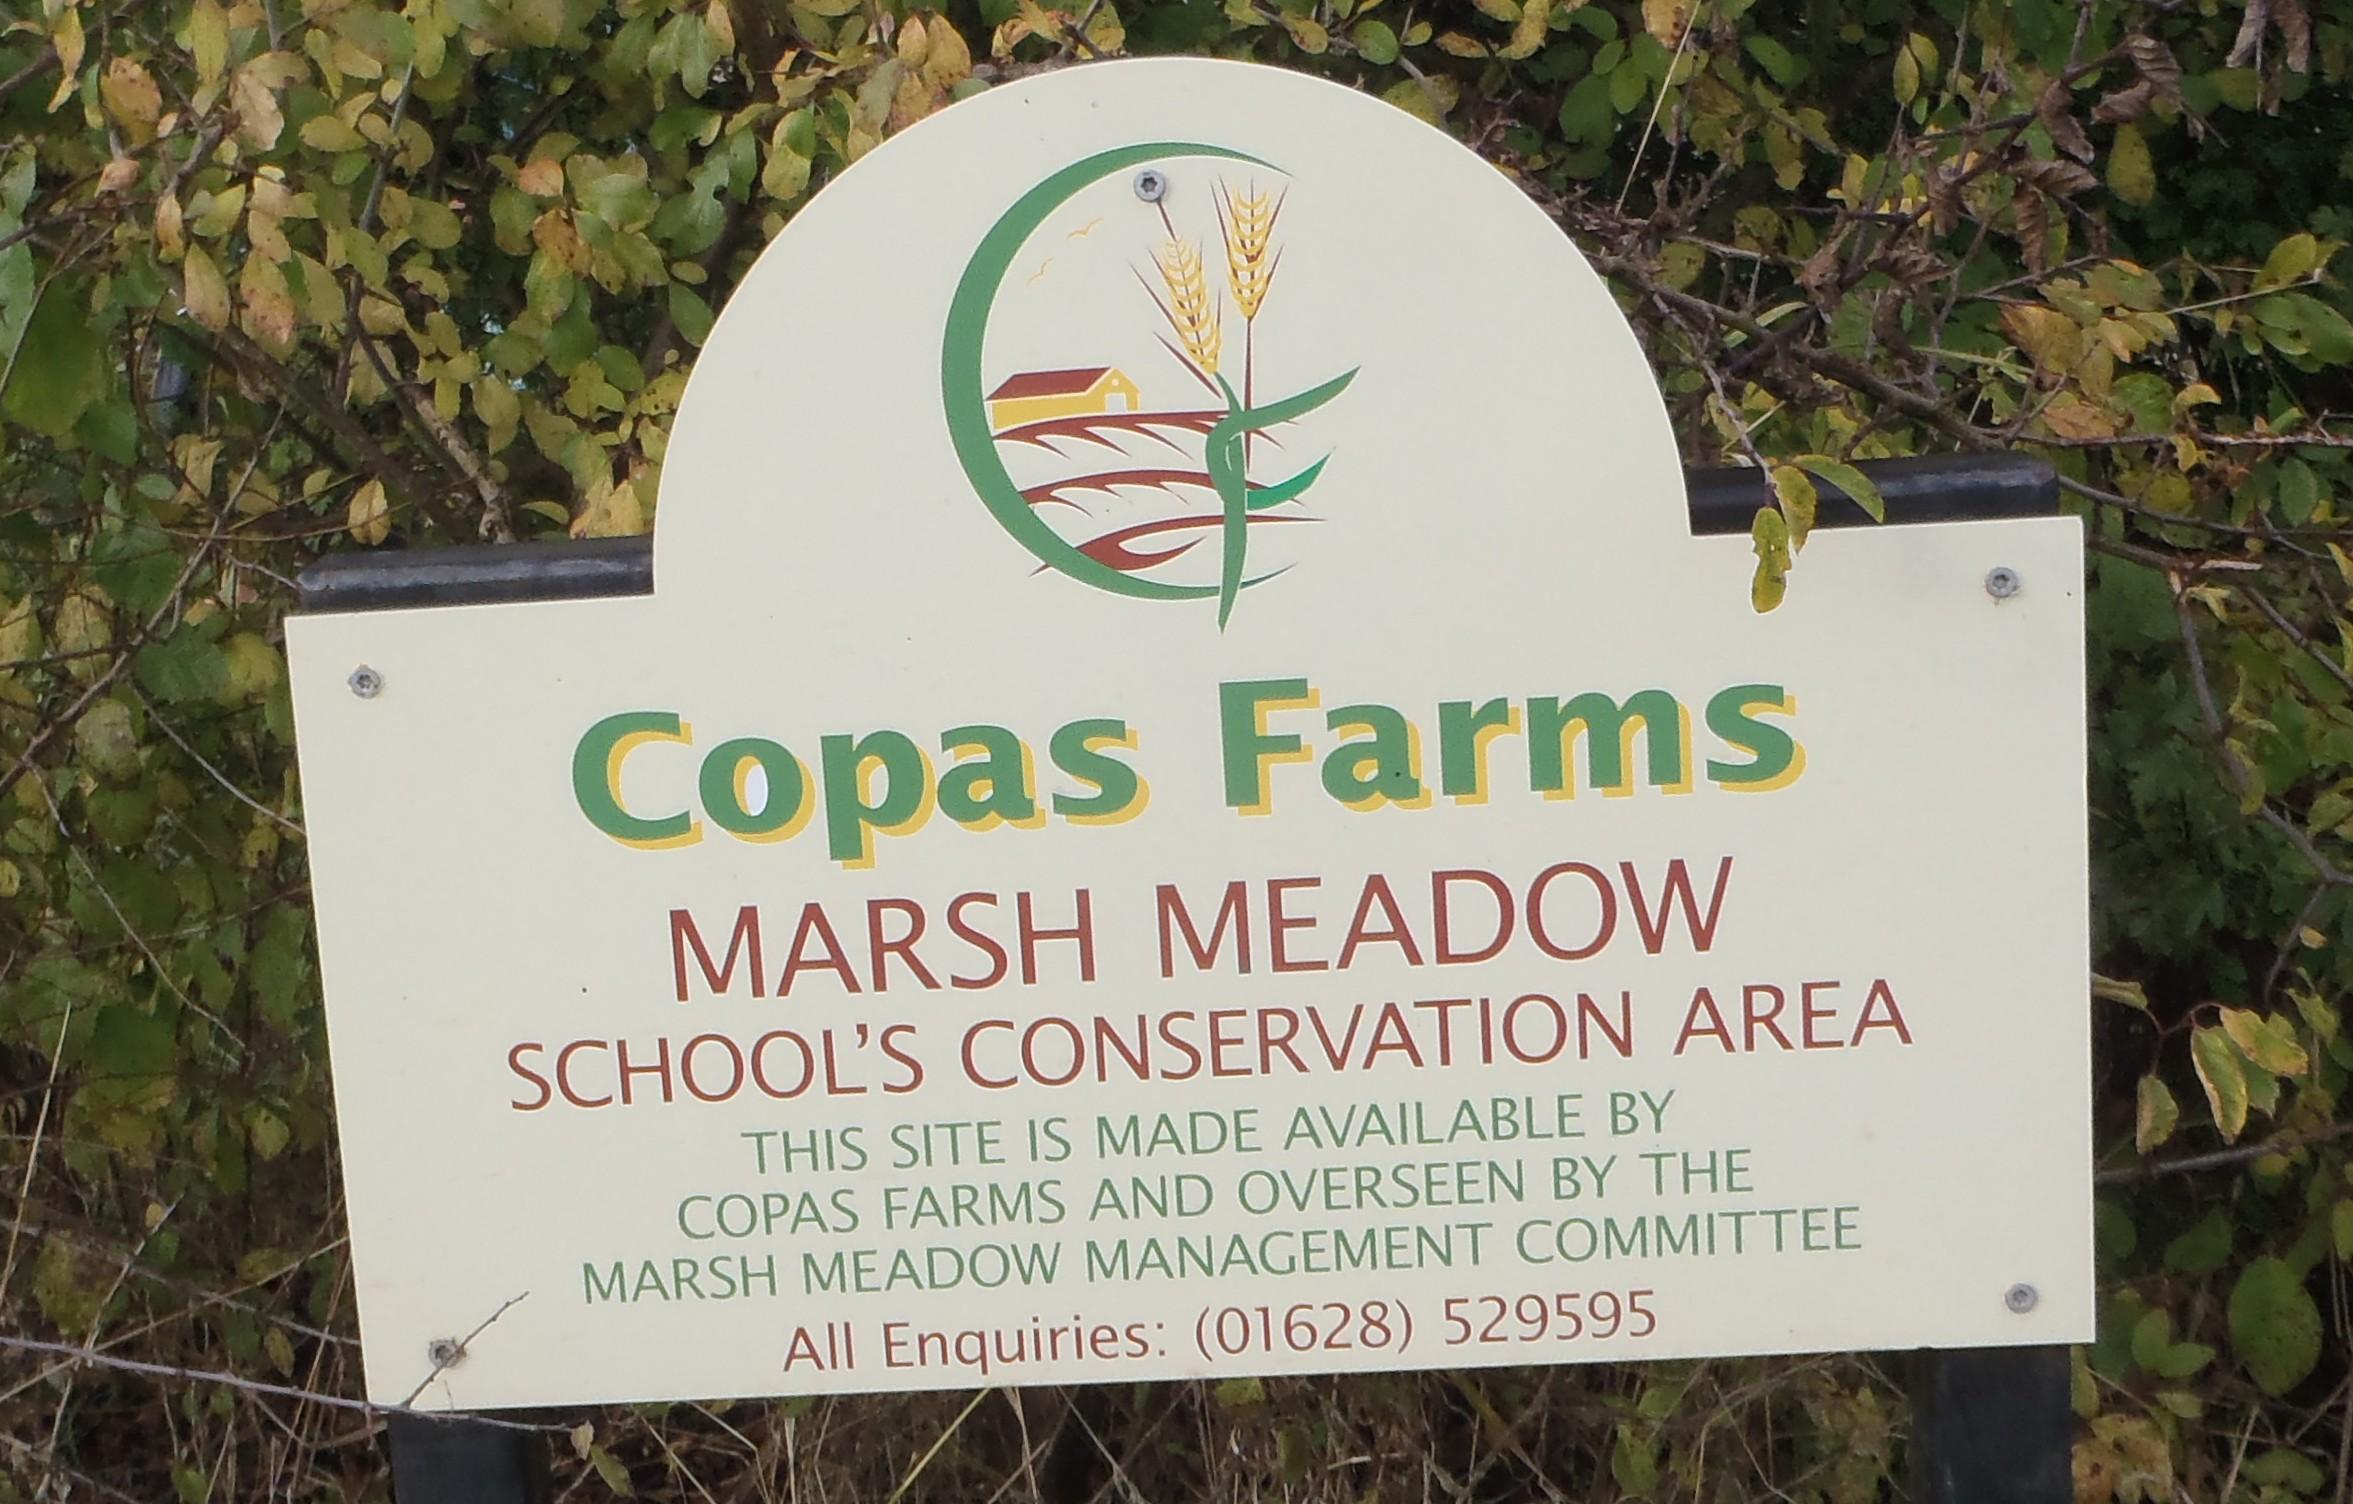 Copas Farms
MARSH MEADOW
SCHOOL'S CONSERVATION AREA
THIS SITE IS MADE AVAILABLE BY
COPAS FARMS AND OVERSEEN BY THE
MARSH MEADOW MANAGEMENT COMMITTEE
All Enquiries: (01628) 529595